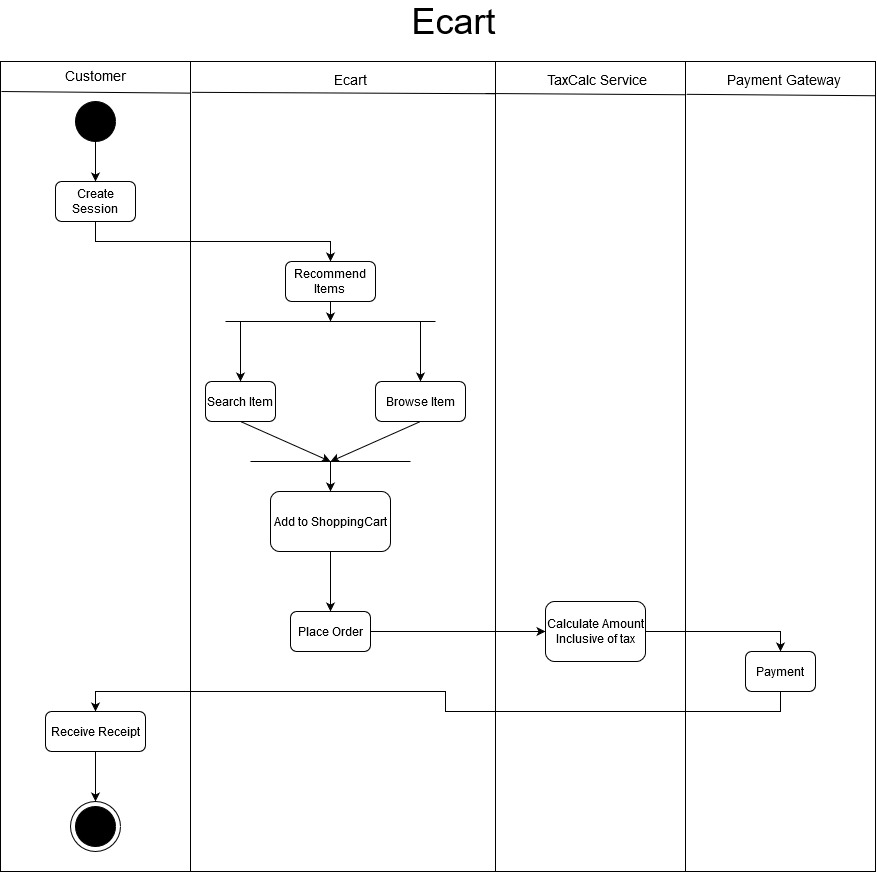 Ecart
Customer
Ecart
TaxCalc Service
Payment Gateway
Create
Session
Recommend
Items
Search Item
Browse Item
Add to ShoppingCart
Place Order
Calculate Amount
Inclusive of tax
Payment
Receive Receipt